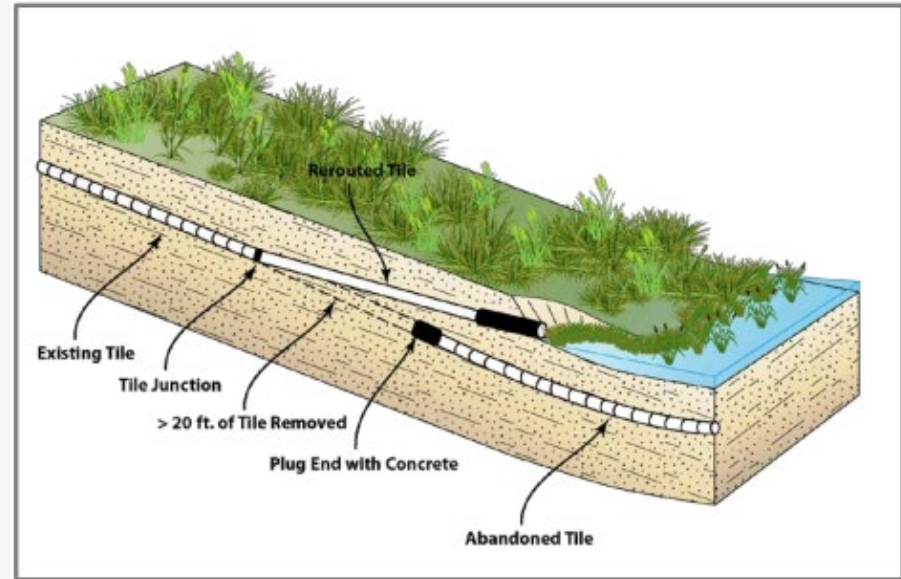 Rerouted Tile
Existing Tile
Tile Junction
> 20 ft. of Tile Removed
Plug End with Concrete
Abandoned Tile